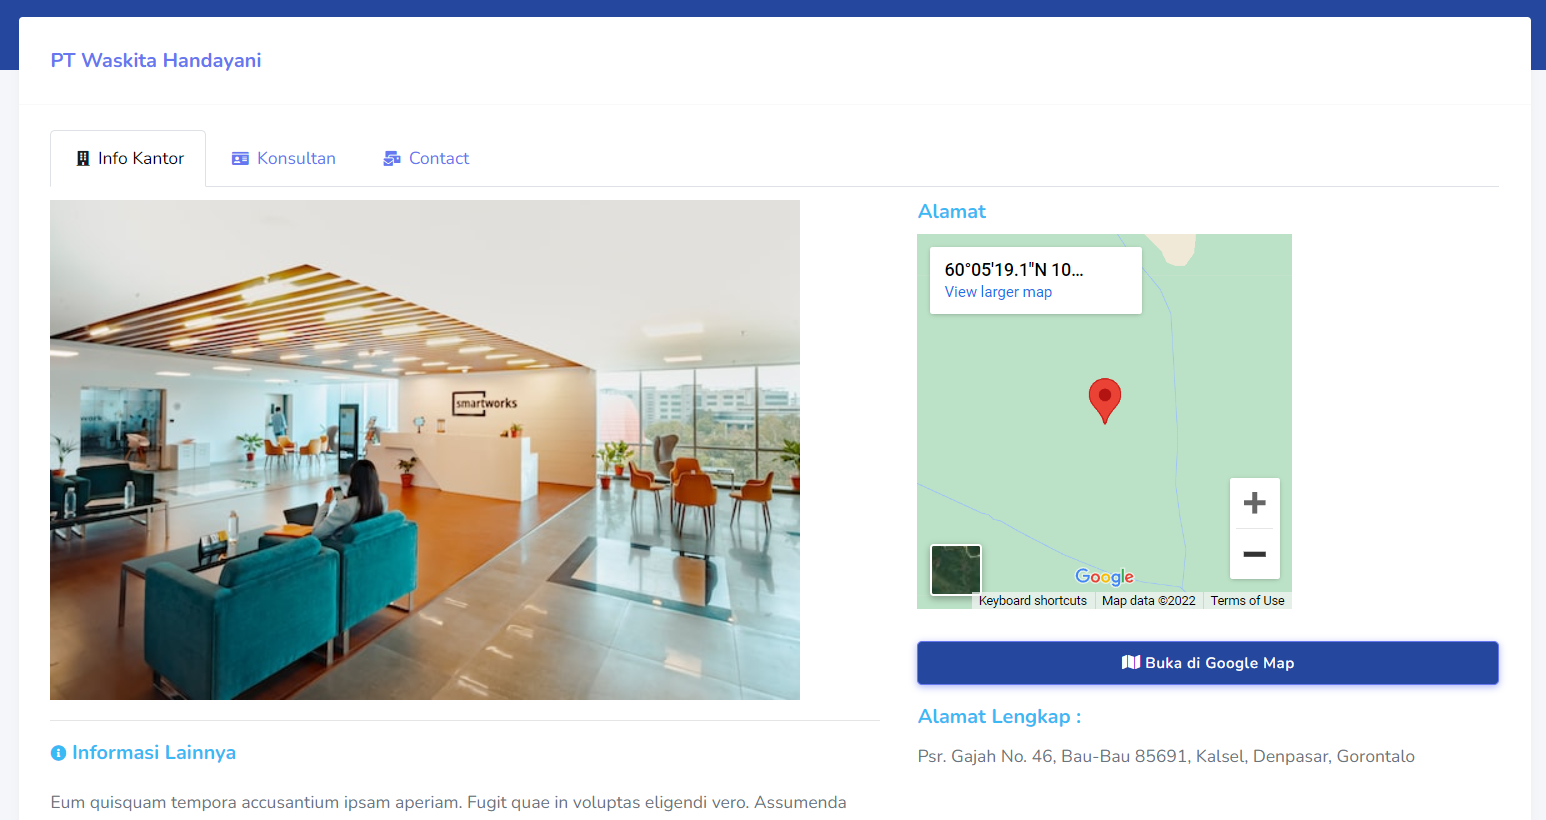 PT Waskita Handayani
Info Kantor
Konsultan
Contact
smartworks
Alamat
60°05'19.1"N 10...
View larger map
Google
Keyboard shortcuts
Map data ©2022
Terms of Use
Buka di Google Map
Alamat Lengkap :
Psr. Gajah No. 46, Bau-Bau 85691, Kalsel, Denpasar, Gorontalo
Informasi Lainnya
Eum quisquam tempora accusantium ipsam aperiam. Fugit quae in voluptas eligendi vero. Assumenda